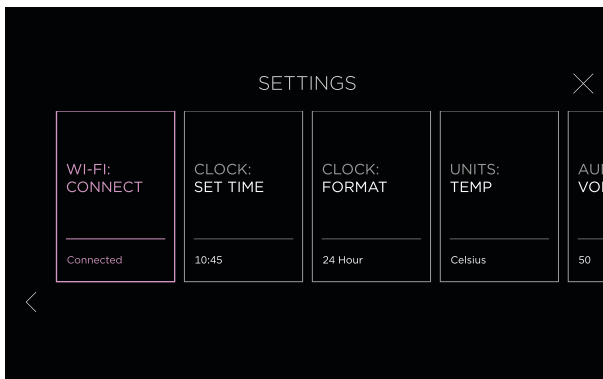 SETTINGS
WI-FI:
CONNECT
Connected
CLOCK:
SET TIME
10:45
CLOCK:
FORMAT
24 Hour
UNITS:
TEMP
Celsius
50